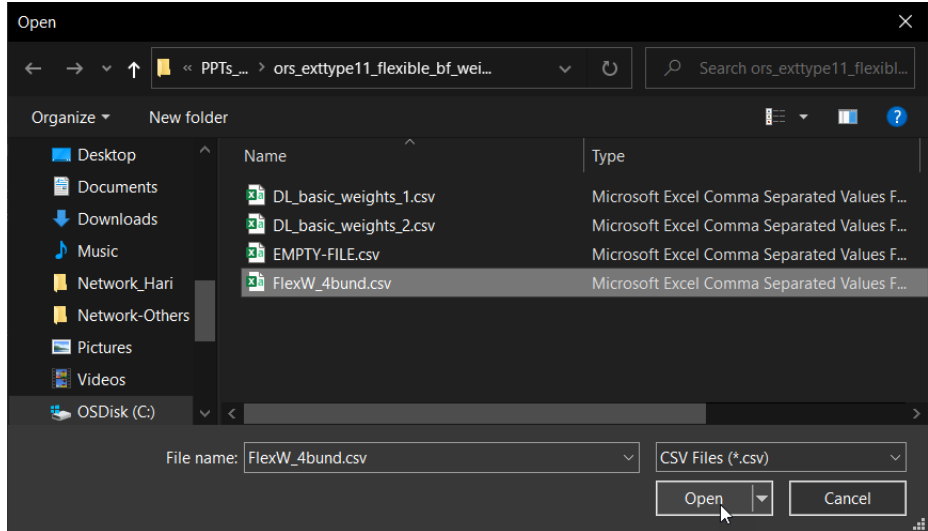 Open
« PPTs_... > ors_exttype11_flexible_bf_wei...
Search ors_exttype11_flexibl...
Organize
New folder
?
Desktop
Documents
Downloads
Music
Network_Hari
Network-Others
Pictures
Videos
OSDisk (C:)
Name Type
DL_basic_weights_1.csv Microsoft Excel Comma Separated Values F...
DL_basic_weights_2.csv Microsoft Excel Comma Separated Values F...
EMPTY-FILE.csv Microsoft Excel Comma Separated Values F...
FlexW_4bund.csv Microsoft Excel Comma Separated Values F...
File name: FlexW_4bund.csv
CSV Files (*.csv)
Open Cancel